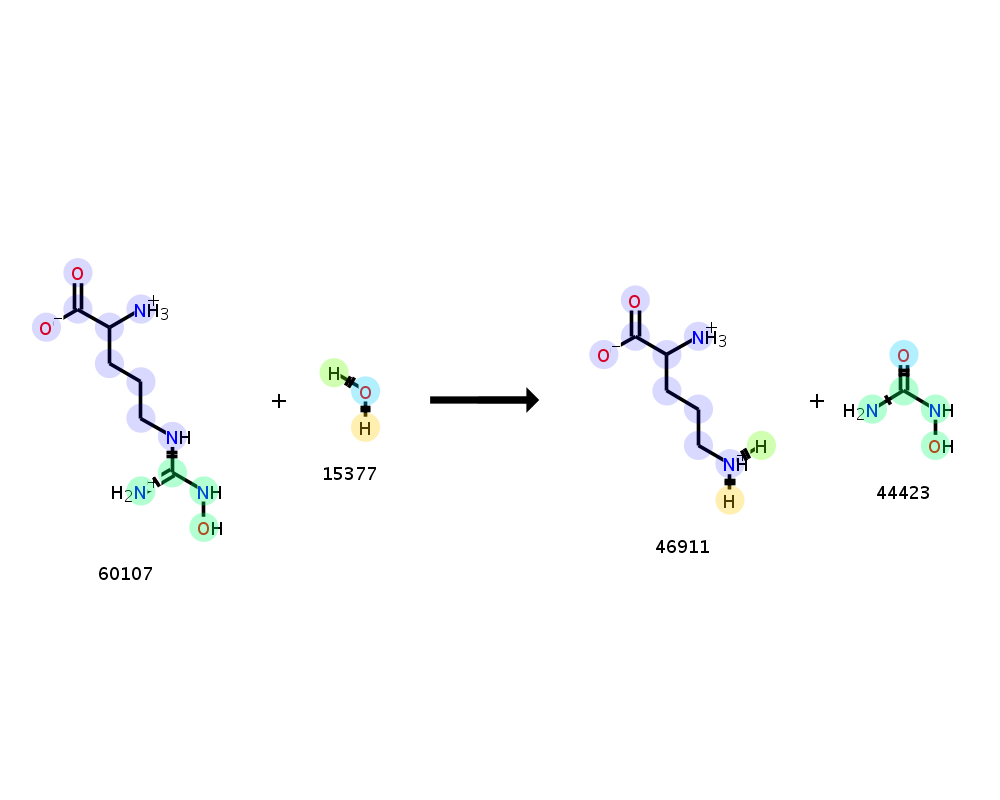 O
O⁻ NH₃⁺
NH
H₂N⁺ NH
OH
60107
+
H
O
H
15377
O
O⁻ NH₃⁺
NH⁺ H
H
46911
+
O
H₂N NH
OH
44423